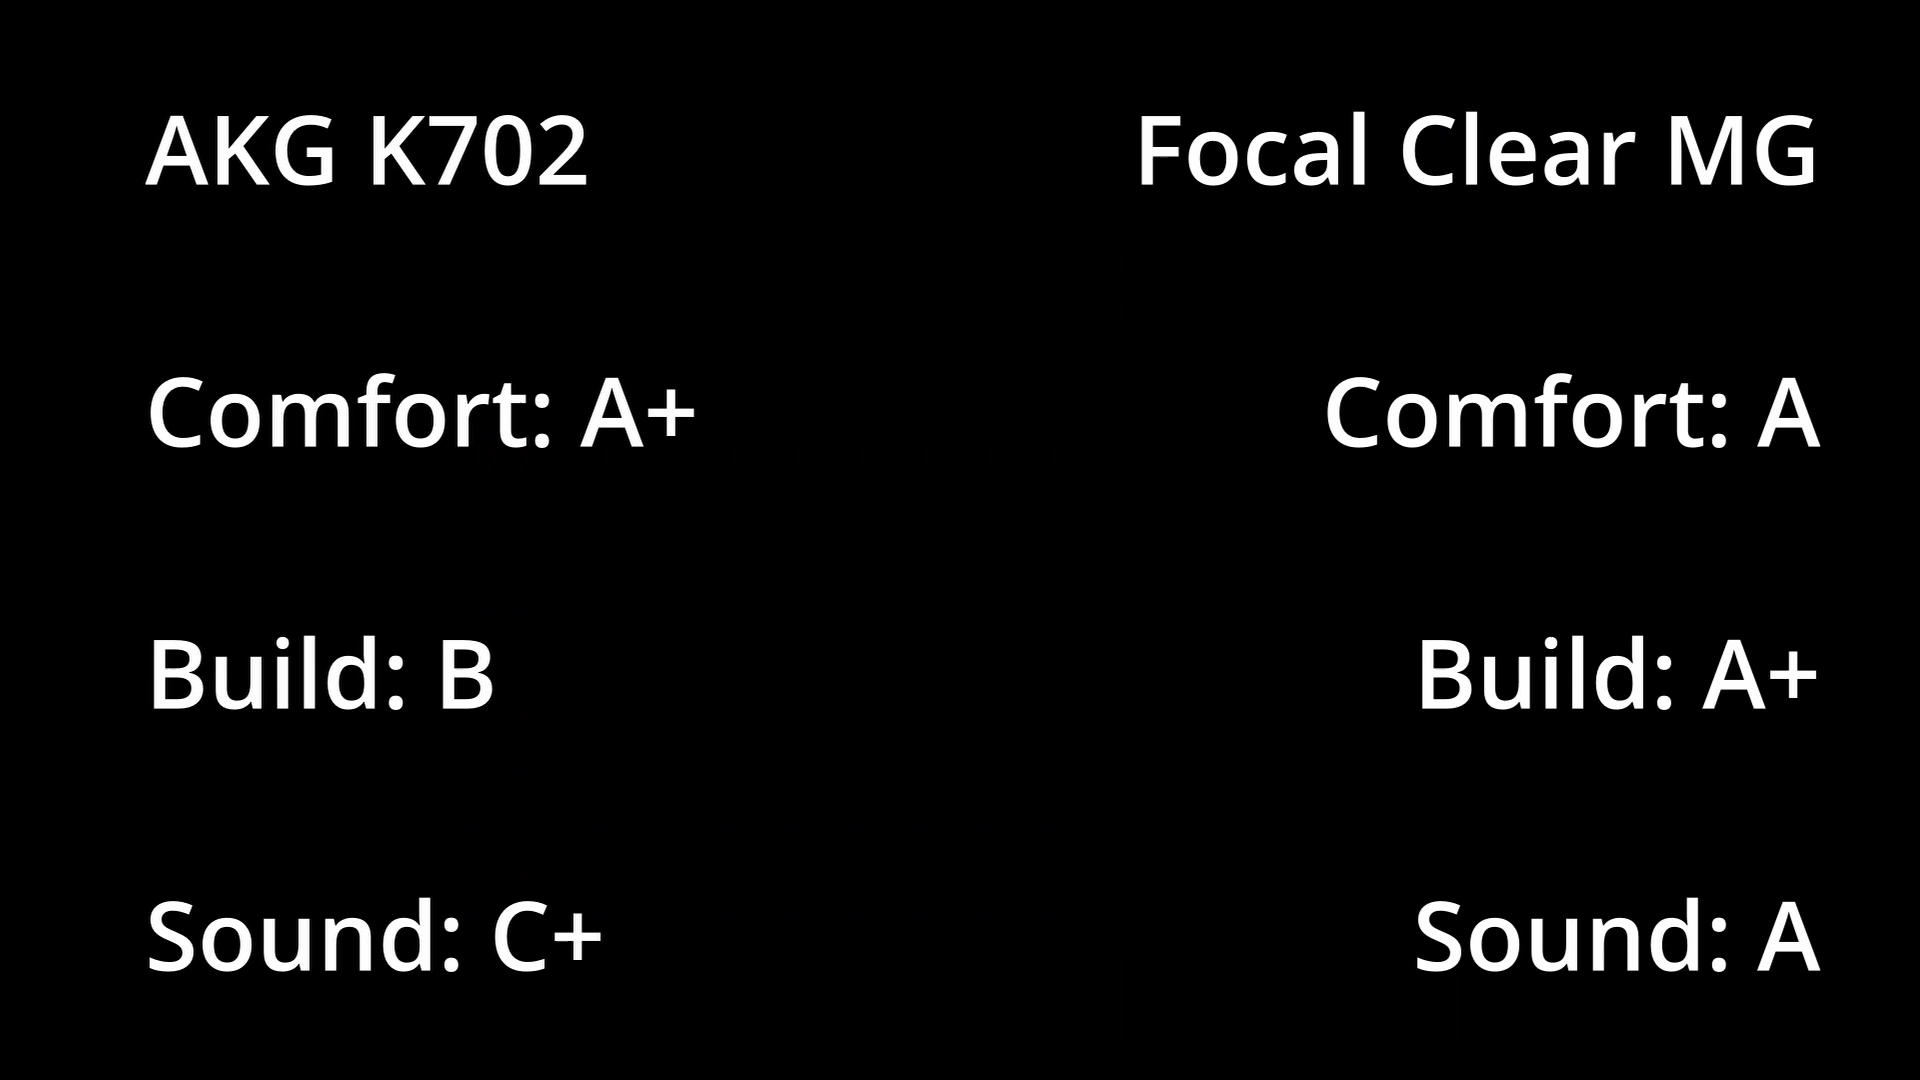 AKG K702 Focal Clear MG
Comfort: A+ Comfort: A
Build: B Build: A+
Sound: C+ Sound: A